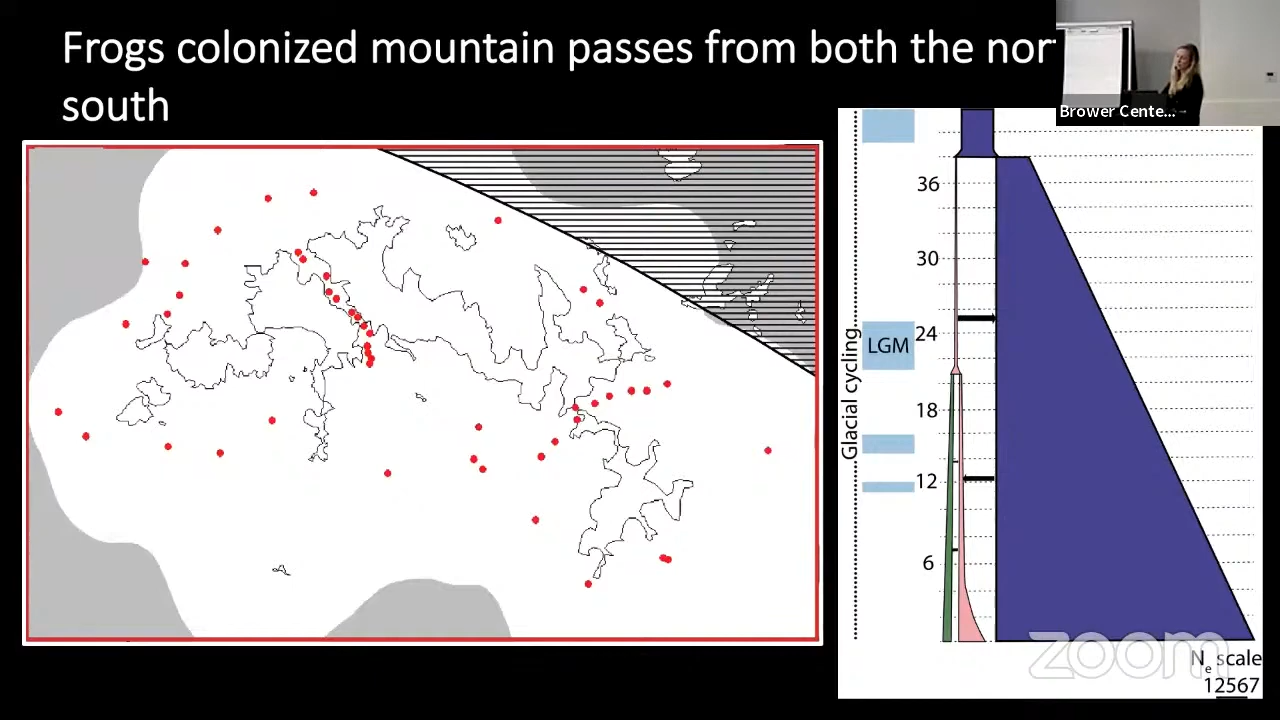 Frogs colonized mountain passes from both the nor
south
Brower Cente...
36
30
24
LGM
18
12
6
Glacial cycling
zoom
Ne scale
12567